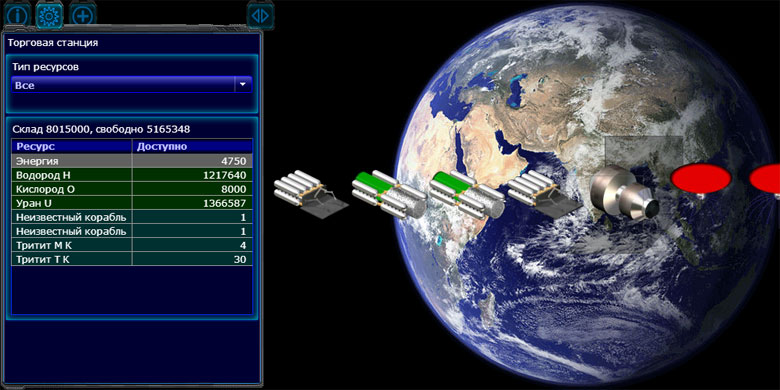 Торговая станция
Тип ресурсов
Все
Склад 8015000, свободно 5165348
Ресурс Доступно
Энергия 4750
Водород H 1217640
Кислород O 8000
Уран U 1366587
Неизвестный корабль 1
Неизвестный корабль 1
Тритит М К 4
Тритит Т К 30